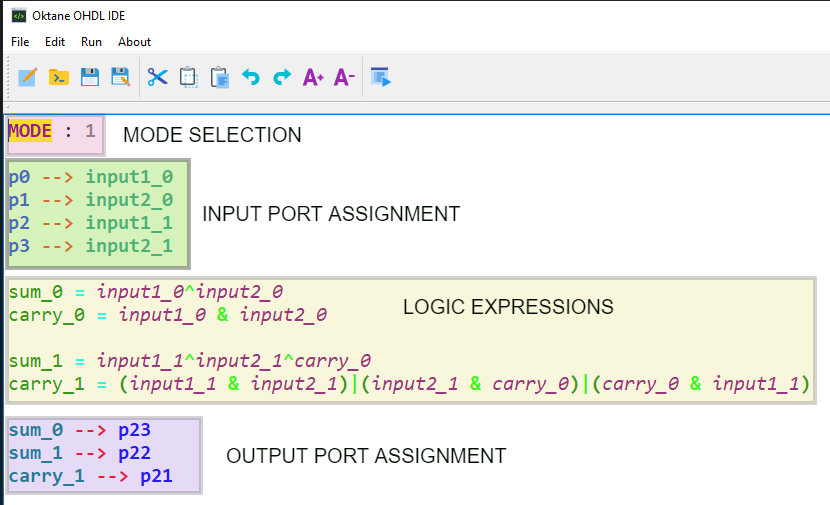 Oktane OHDL IDE
File Edit Run About
A+ A-
MODE : 1 MODE SELECTION
p0 --> input1_0
p1 --> input2_0
p2 --> input1_1
p3 --> input2_1
INPUT PORT ASSIGNMENT
sum_0 = input1_0^input2_0
carry_0 = input1_0 & input2_0
LOGIC EXPRESSIONS
sum_1 = input1_1^input2_1^carry_0
carry_1 = (input1_1 & input2_1)|(input2_1 & carry_0)|(carry_0 & input1_1)
sum_0 --> p23
sum_1 --> p22
carry_1 --> p21
OUTPUT PORT ASSIGNMENT